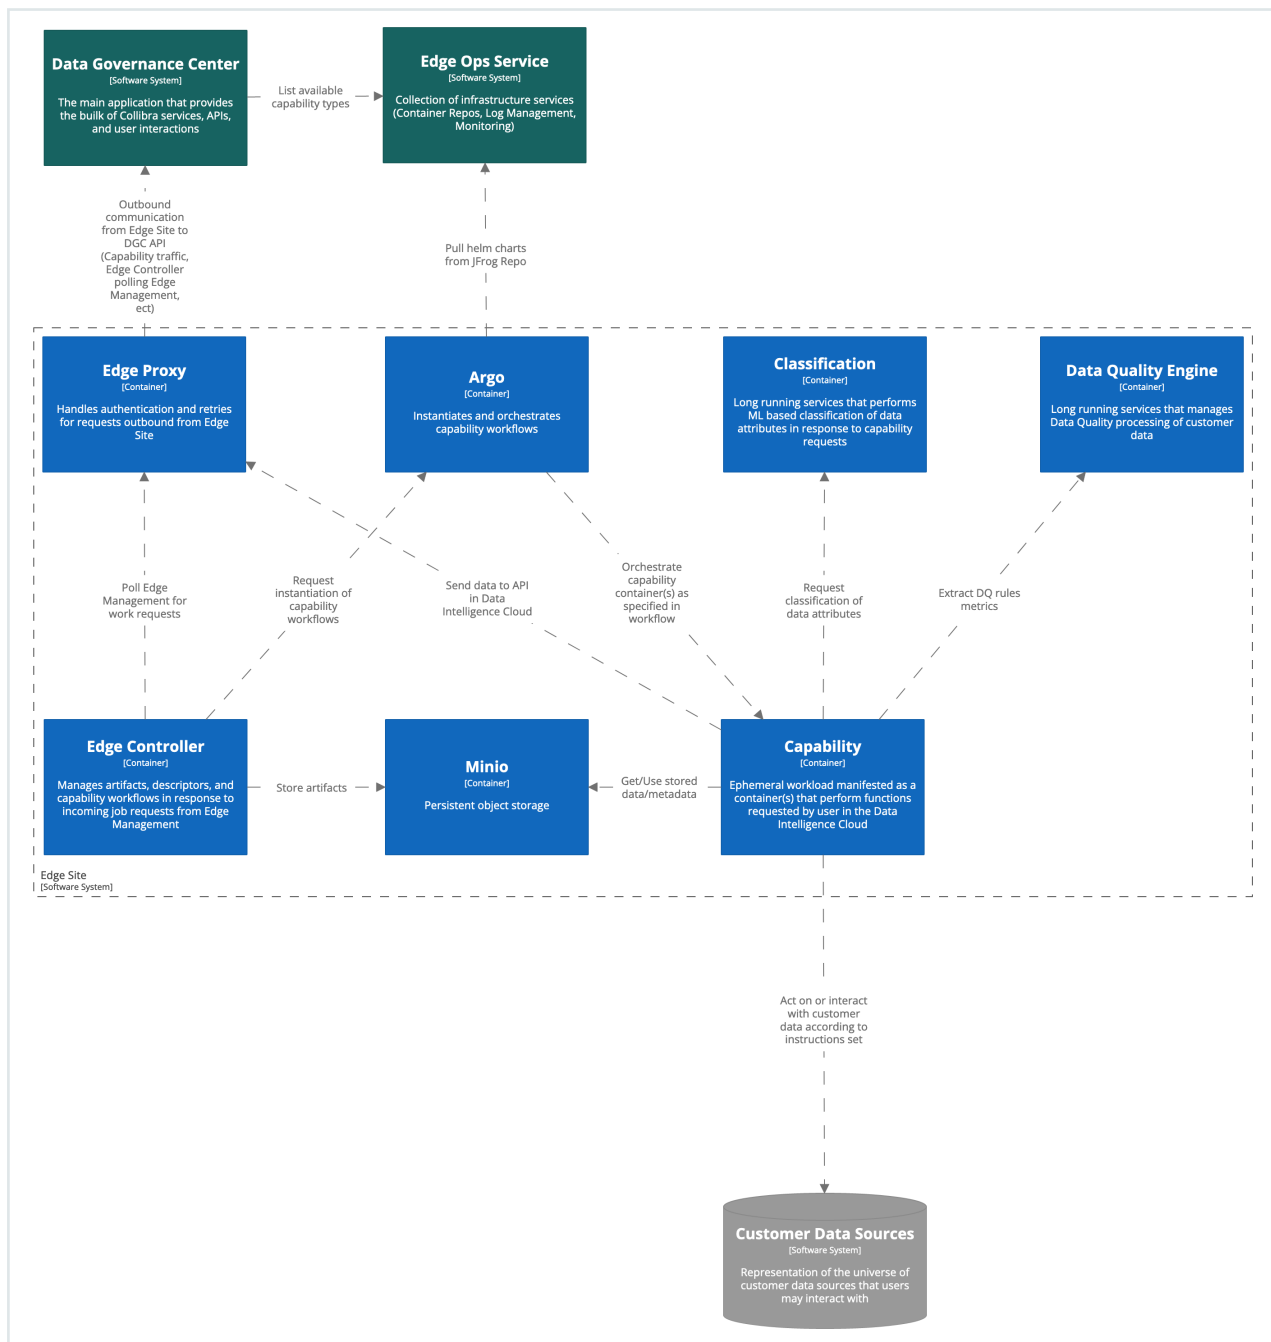 Data Governance Center
[Software System]
The main application that provides
the builk of Collibra services, APIs,
and user interactions
List available
capability types
Edge Ops Service
[Software System]
Collection of infrastructure services
(Container Repos, Log Management,
Monitoring)
Outbound
communication
from Edge Site to
DGC API
(Capability traffic,
Edge Controller
polling Edge
Management,
ect)
Pull helm charts
from JFrog Repo
Edge Proxy
[Container]
Handles authentication and retries
for requests outbound from Edge
Site
Argo
[Container]
Instantiates and orchestrates
capability workflows
Classification
[Container]
Long running services that performs
ML based classification of data
attributes in response to capability
requests
Data Quality Engine
[Container]
Long running services that manages
Data Quality processing of customer
data
Poll Edge
Management for
work requests
Request
instantiation of
capability
workflows
Send data to API
in Data
Intelligence Cloud
Orchestrate
capability
container(s) as
specified in
workflow
Request
classification of
data attributes
Extract DQ rules
metrics
Edge Controller
[Container]
Manages artifacts, descriptors, and
capability workflows in response to
incoming job requests from Edge
Management
Store artifacts
Minio
[Container]
Persistent object storage
Get/Use stored
data/metadata
Capability
[Container]
Ephemeral workload manifested as a
container(s) that perform functions
requested by user in the Data
Intelligence Cloud
Edge Site
[Software System]
Act on or interact
with customer
data according to
instructions set
Customer Data Sources
[Software System]
Representation of the universe of
customer data sources that users
may interact with